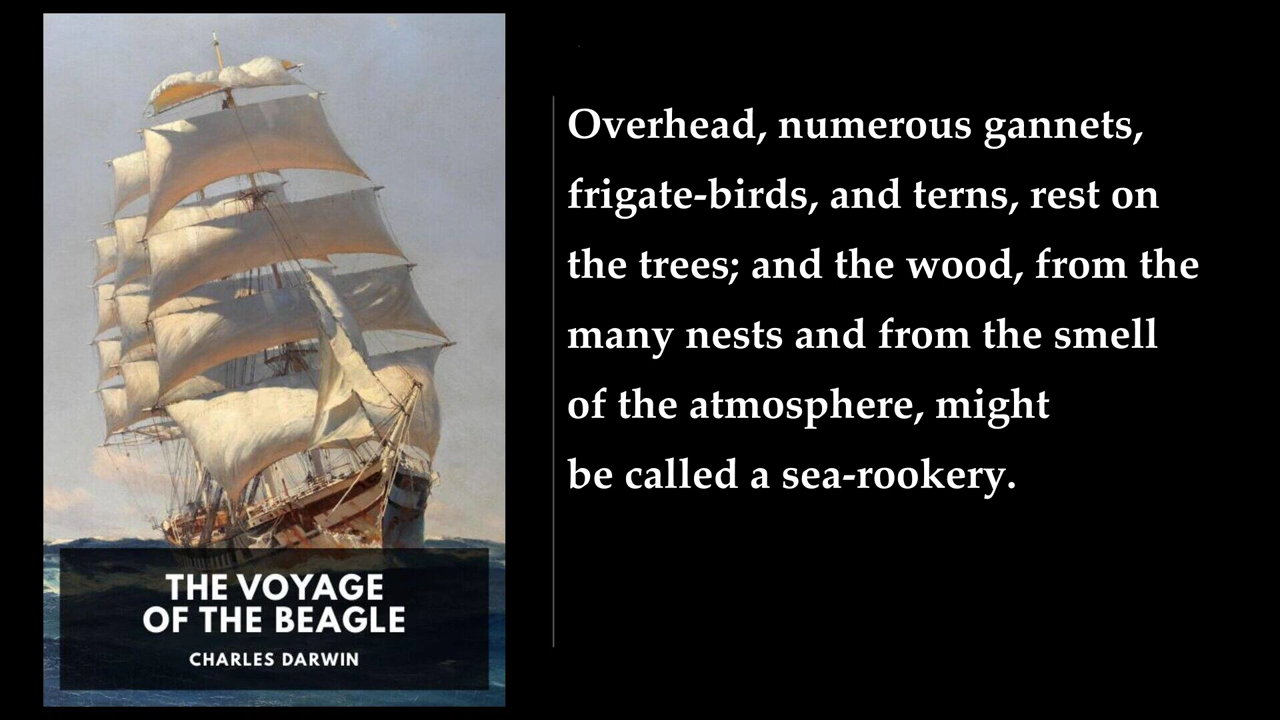 THE VOYAGE
OF THE BEAGLE
CHARLES DARWIN
Overhead, numerous gannets,
frigate-birds, and terns, rest on
the trees; and the wood, from the
many nests and from the smell
of the atmosphere, might
be called a sea-rookery.